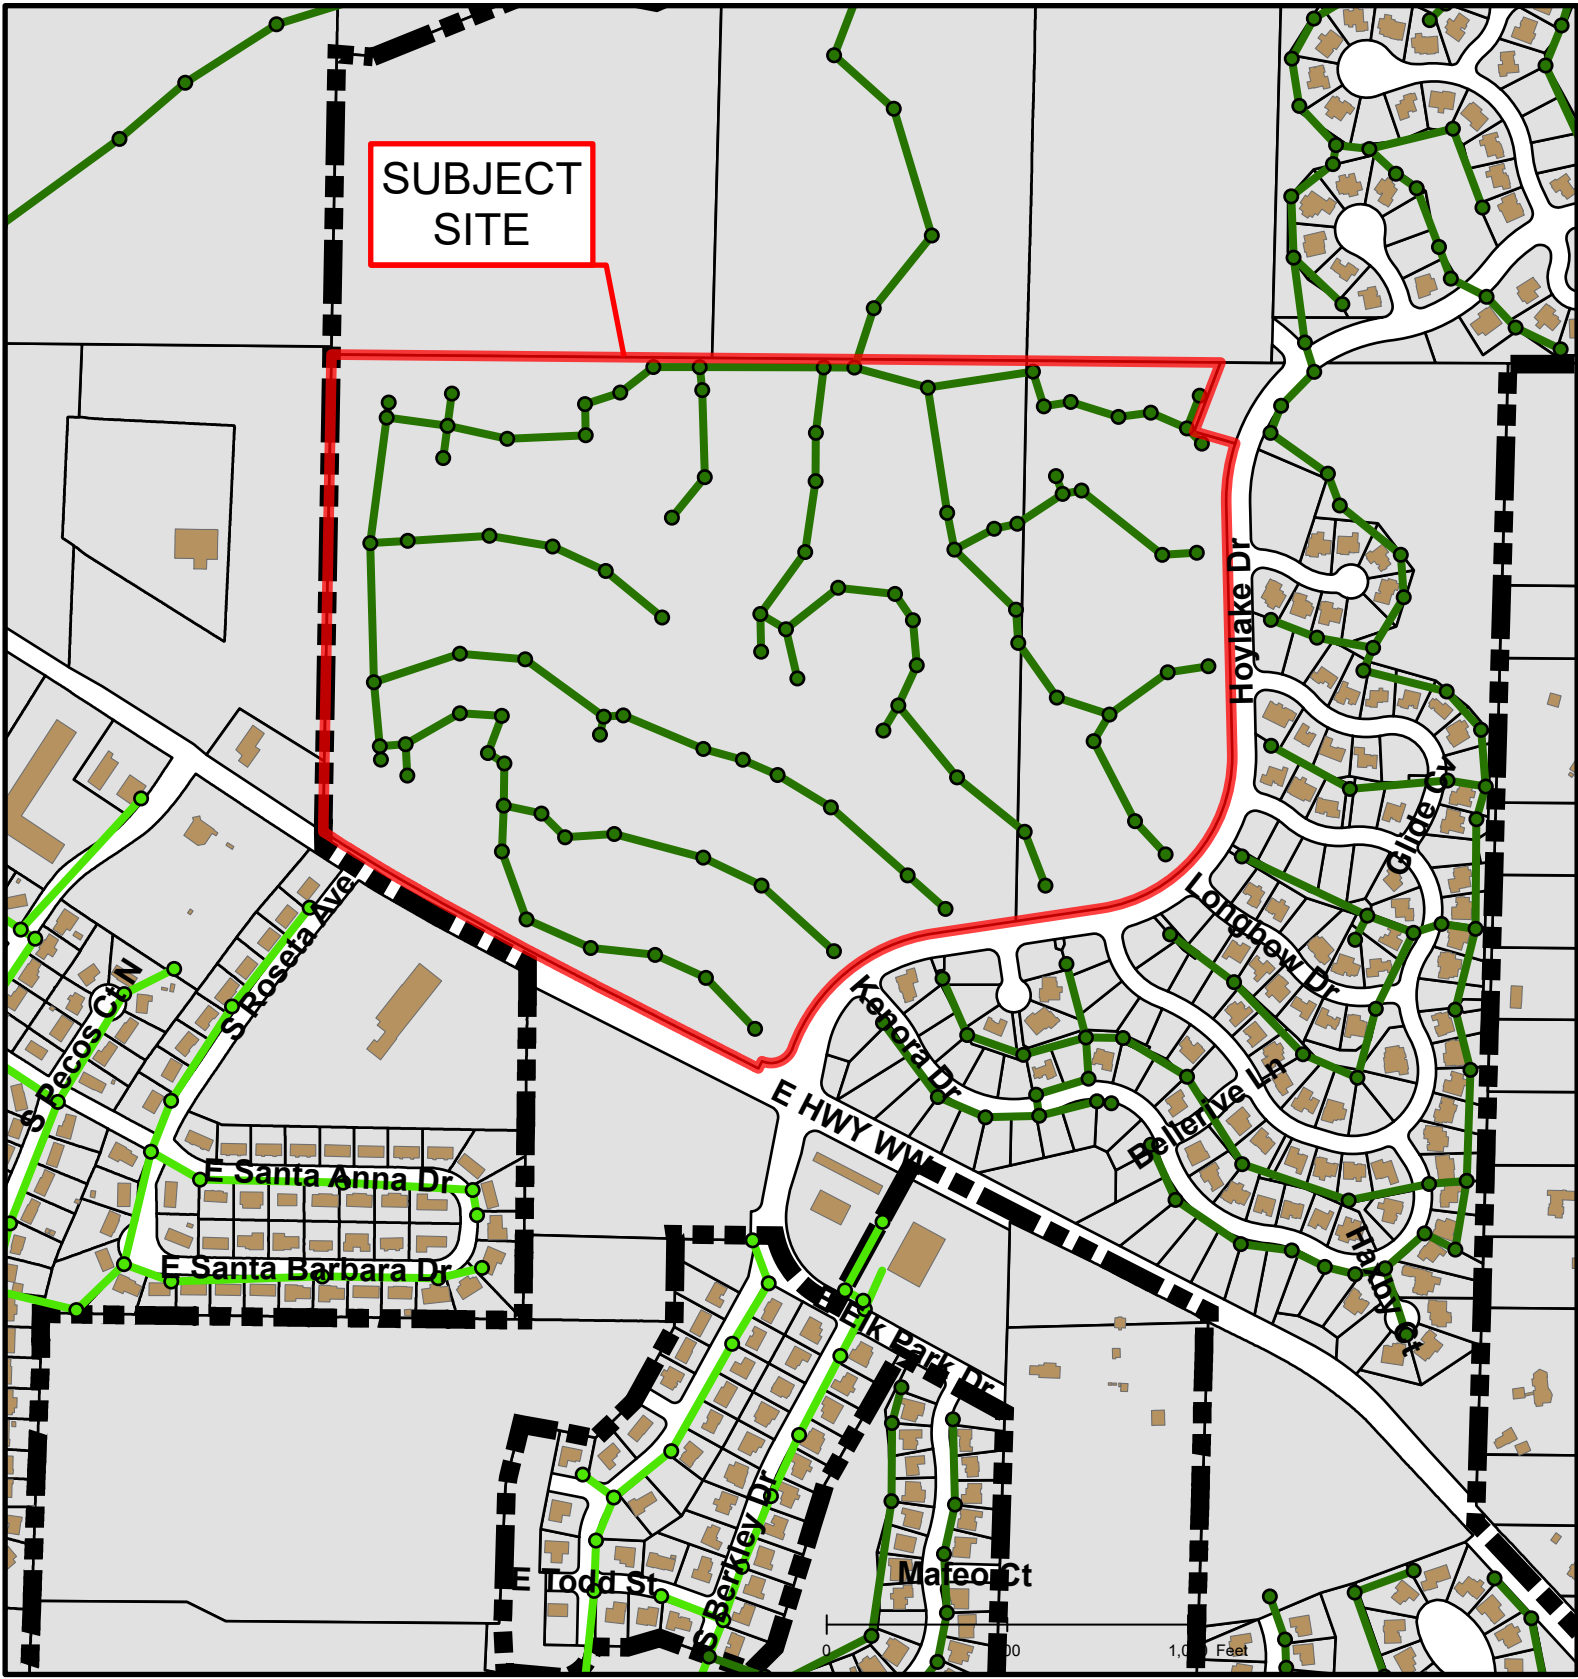 SUBJECT
SITE
Hoylake Dr
Glide Cv
Longbow Dr
S Roseta Ave
S Pecos Ct N
Kenora Dr
Bellerive Ln
E HWY WW
E Santa Anna Dr
E Santa Barbara Dr
E Elk Park Dr
Haxby Ct
S Berkley Dr
E Todd St
Mateo Ct
0
Feet